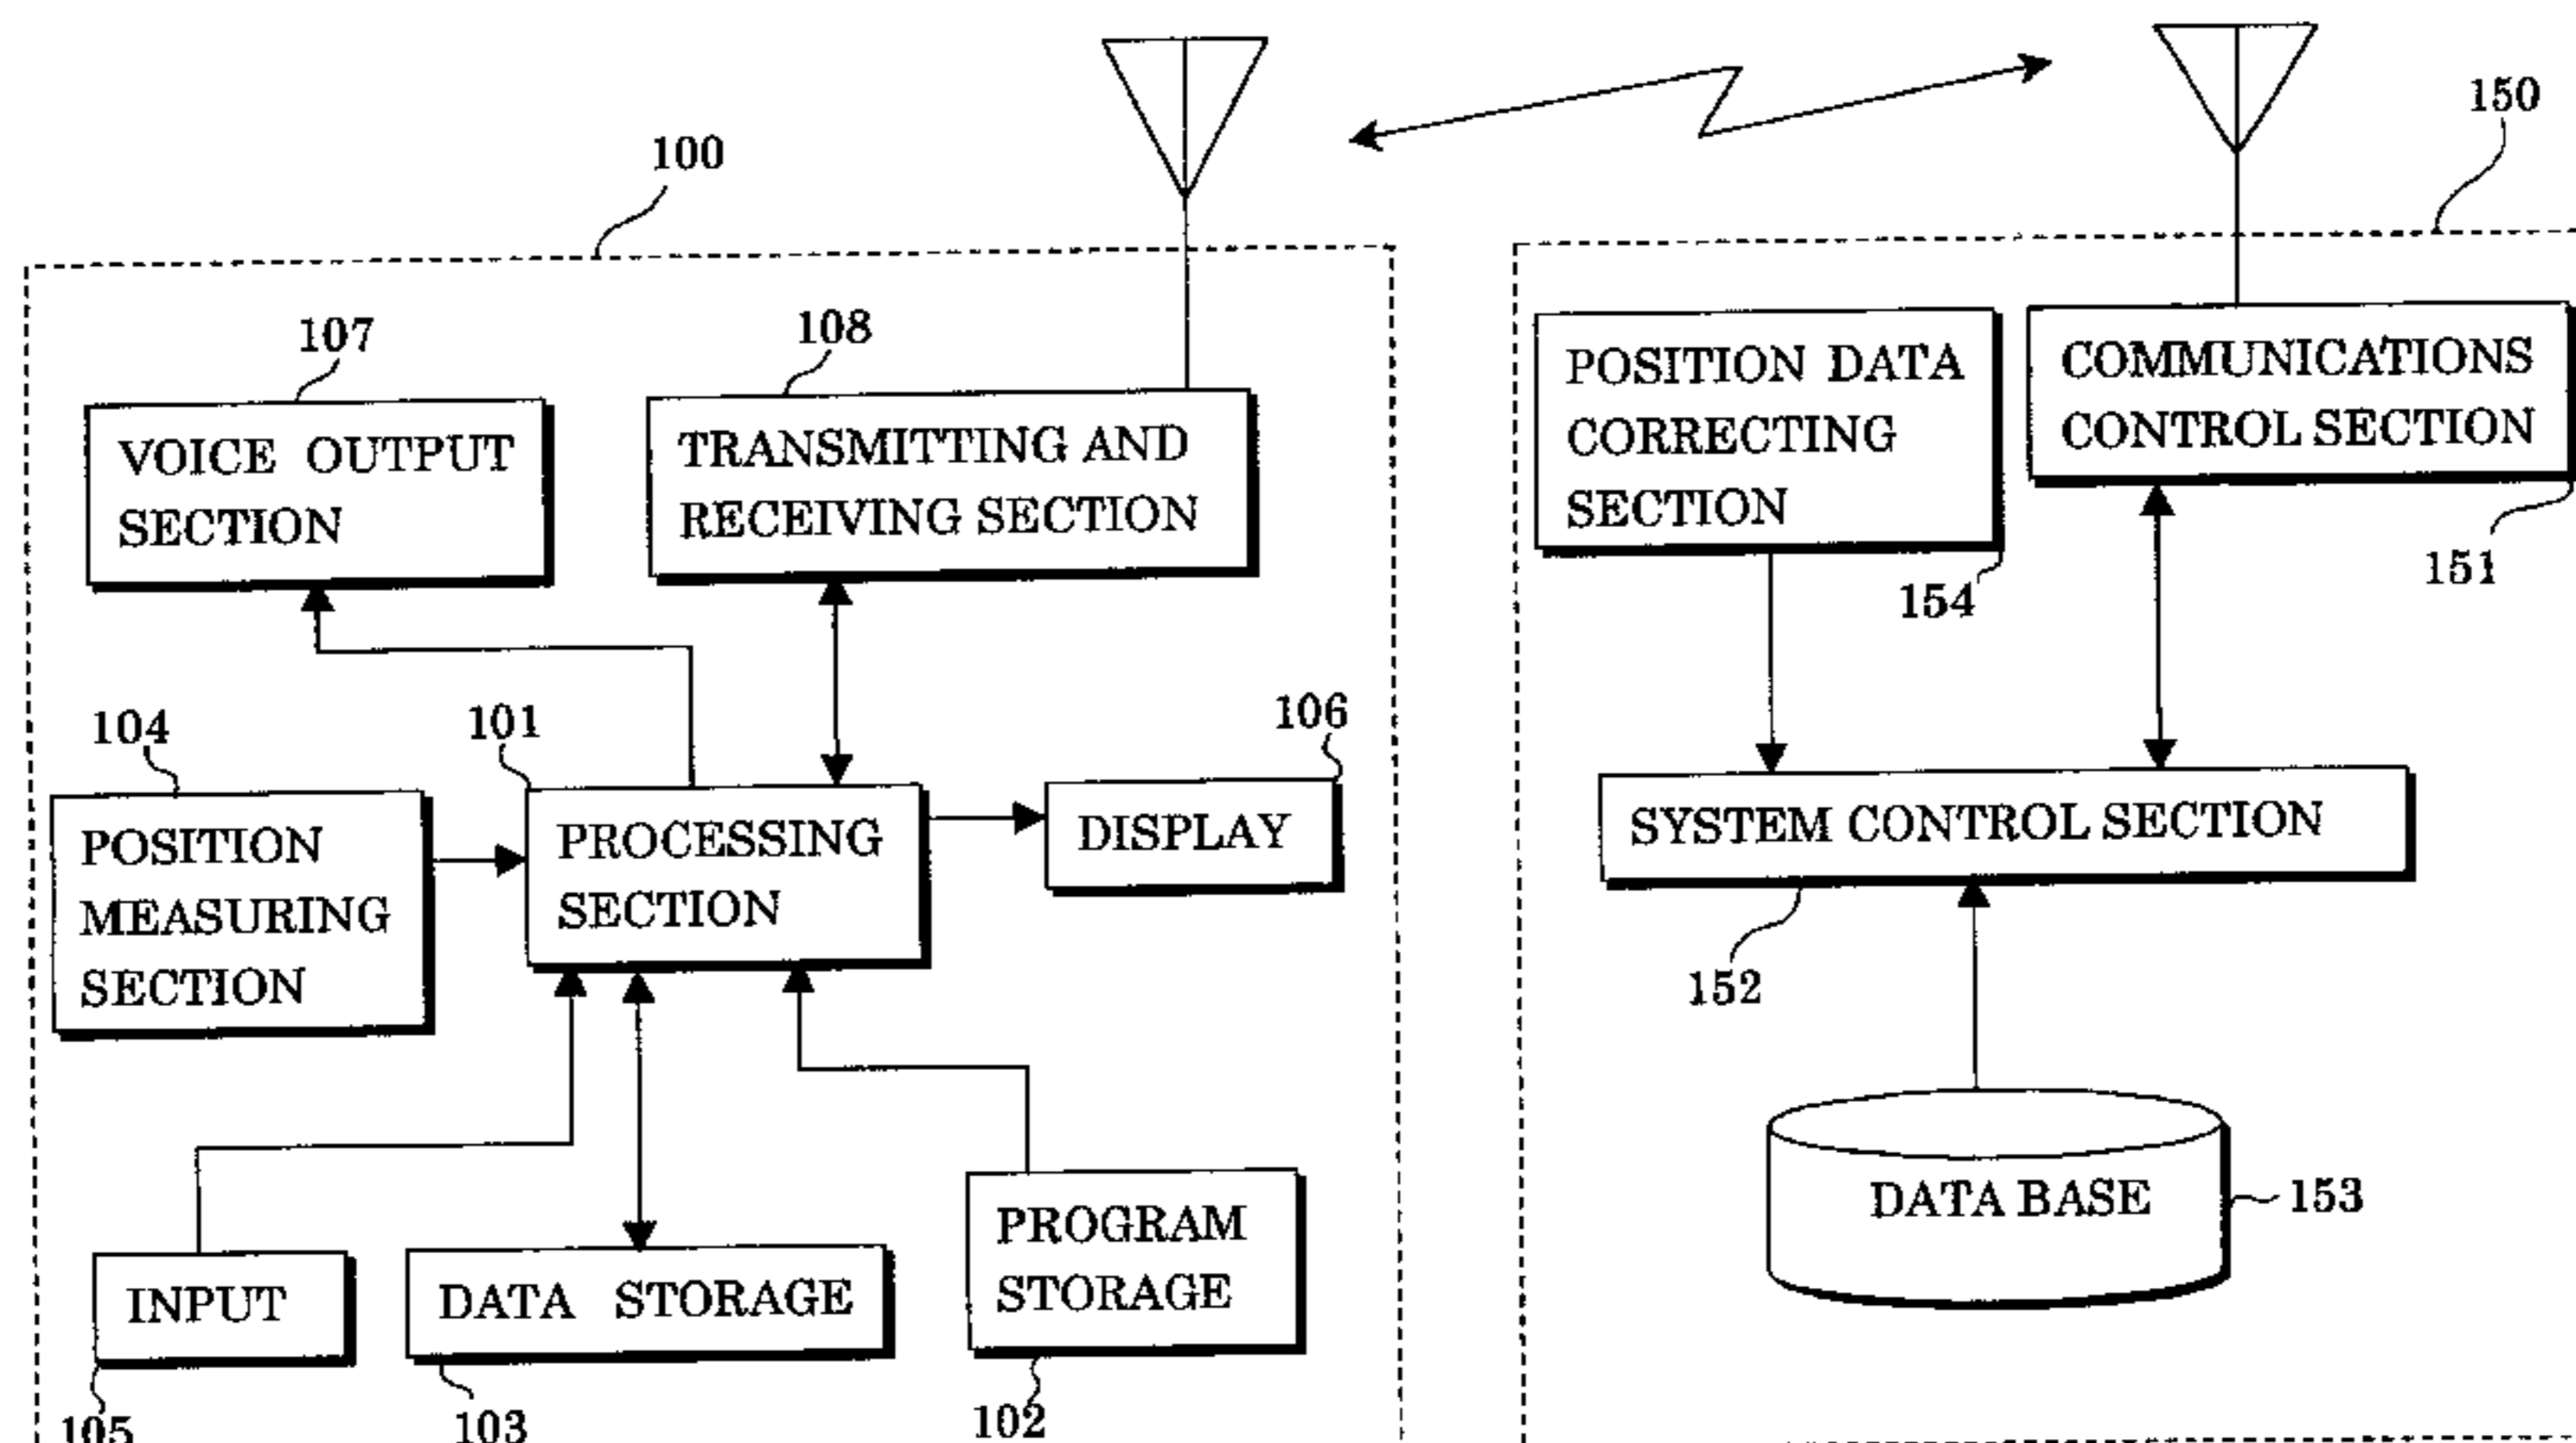 150
100
107
108
VOICE OUTPUT
SECTION
TRANSMITTING AND
RECEIVING SECTION
POSITION DATA
CORRECTING
SECTION
COMMUNICATIONS
CONTROL SECTION
154
151
104
101
106
POSITION
MEASURING
SECTION
PROCESSING
SECTION
DISPLAY
SYSTEM CONTROL SECTION
152
INPUT
DATA STORAGE
PROGRAM
STORAGE
DATA BASE
153
105
103
102